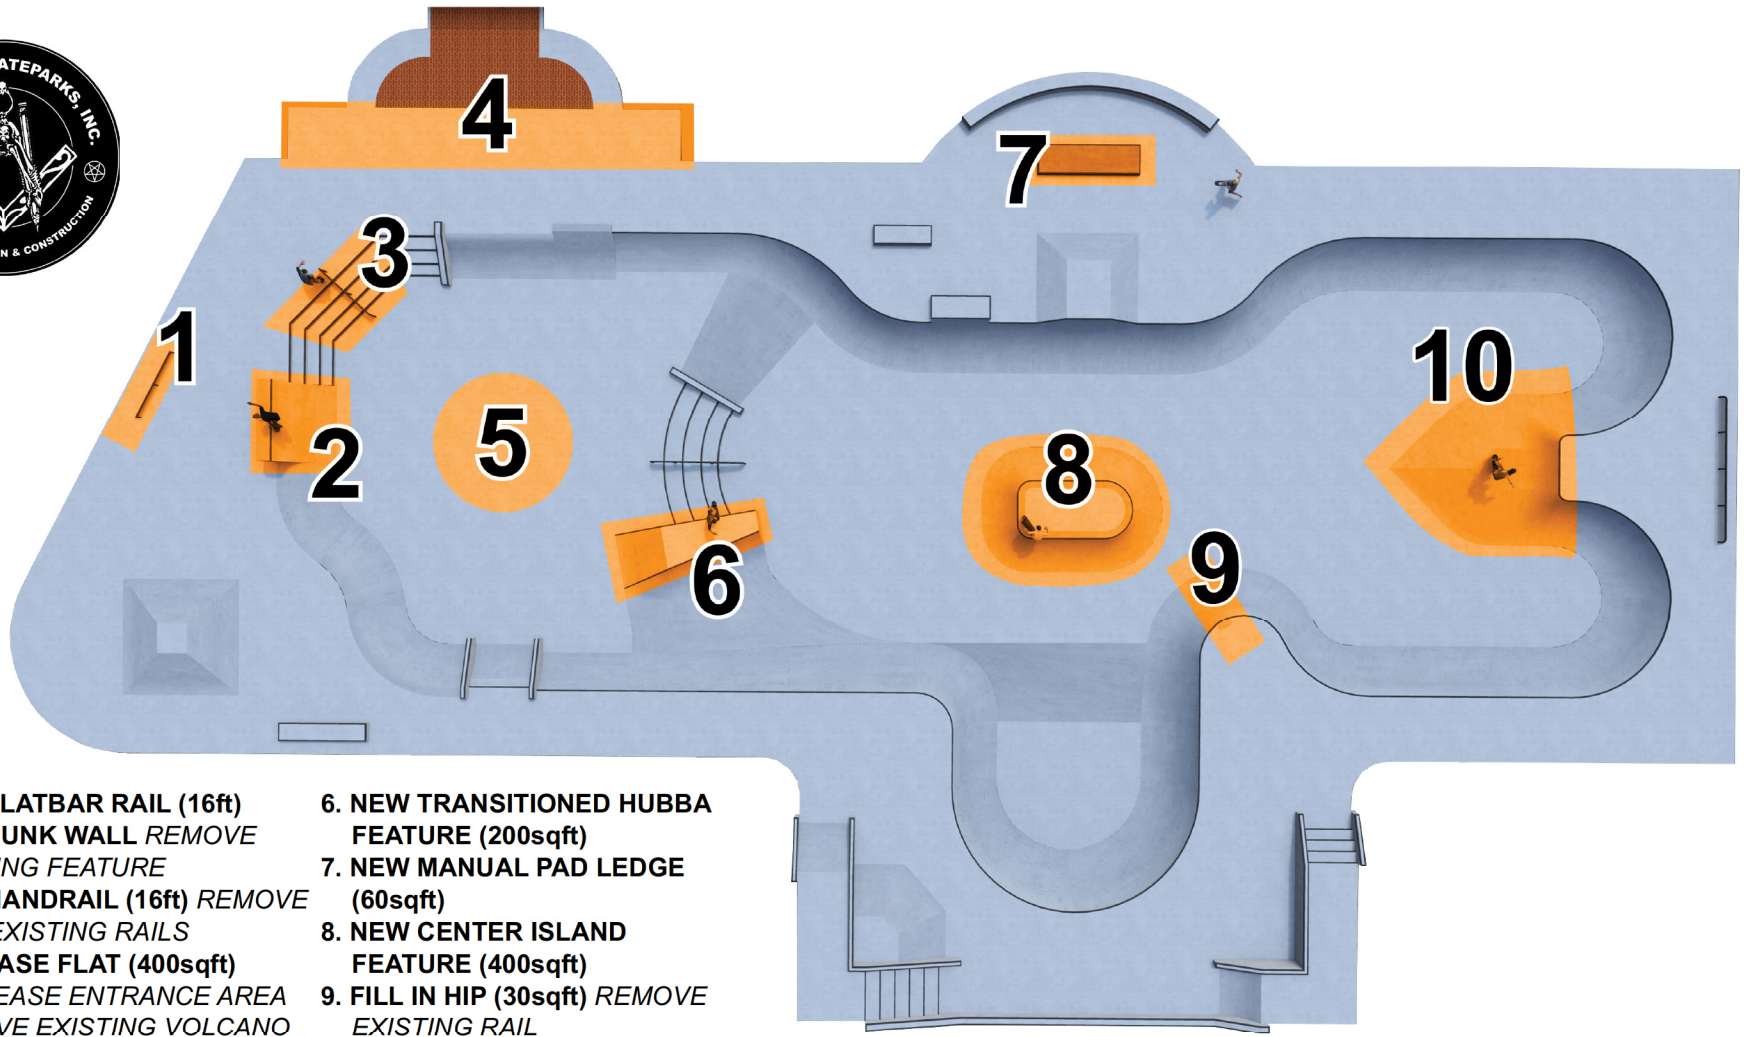 ATEPARKS, INC.
N & CONSTRUCTION
4
7
3
1
10
2
5
8
6
9
LATBAR RAIL (16ft)
UNK WALL REMOVE
NG FEATURE
HANDRAIL (16ft) REMOVE
EXISTING RAILS
ASE FLAT (400sqft)
EASE ENTRANCE AREA
VE EXISTING VOLCANO
6. NEW TRANSITIONED HUBBA
FEATURE (200sqft)
7. NEW MANUAL PAD LEDGE
(60sqft)
8. NEW CENTER ISLAND
FEATURE (400sqft)
9. FILL IN HIP (30sqft) REMOVE
EXISTING RAIL